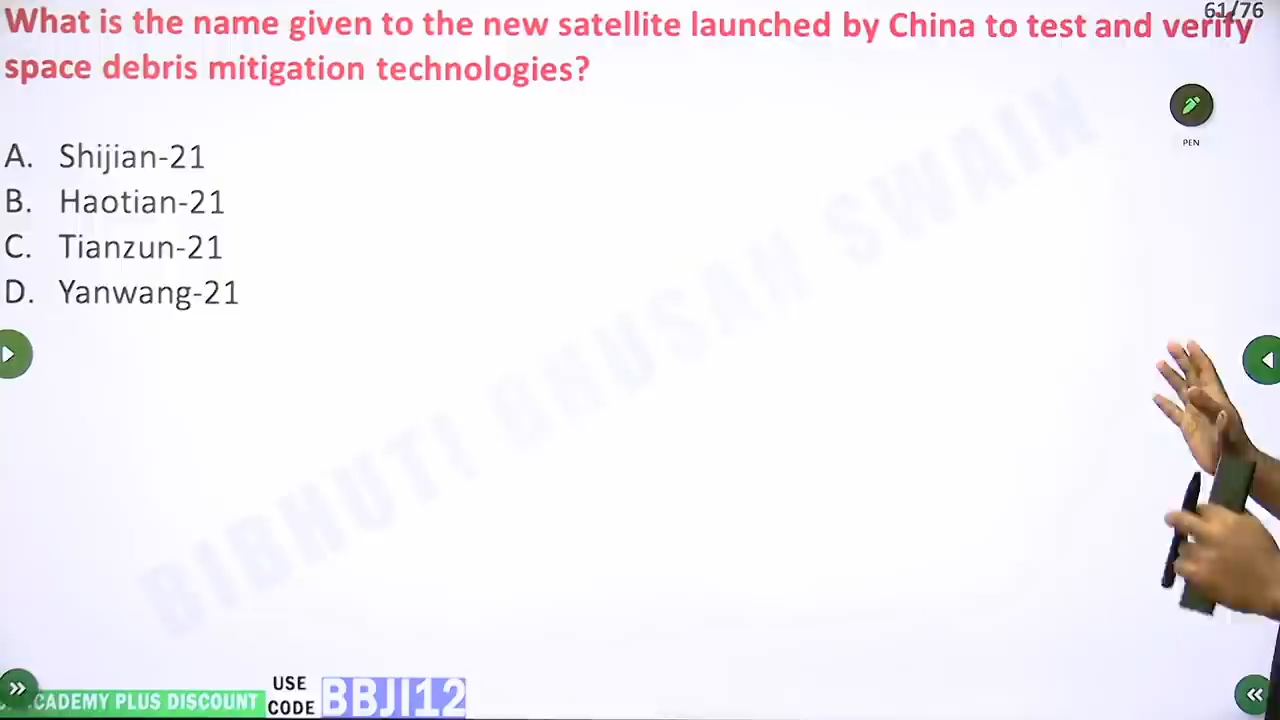 61/76
What is the name given to the new satellite launched by China to test and verify
space debris mitigation technologies?
PEN
A. Shijian-21
B. Haotian-21
C. Tianzun-21
D. Yanwang-21
BIBHUTI BHUSAN SWAIN
CADEMY PLUS DISCOUNT
USE
CODE
BBJI12